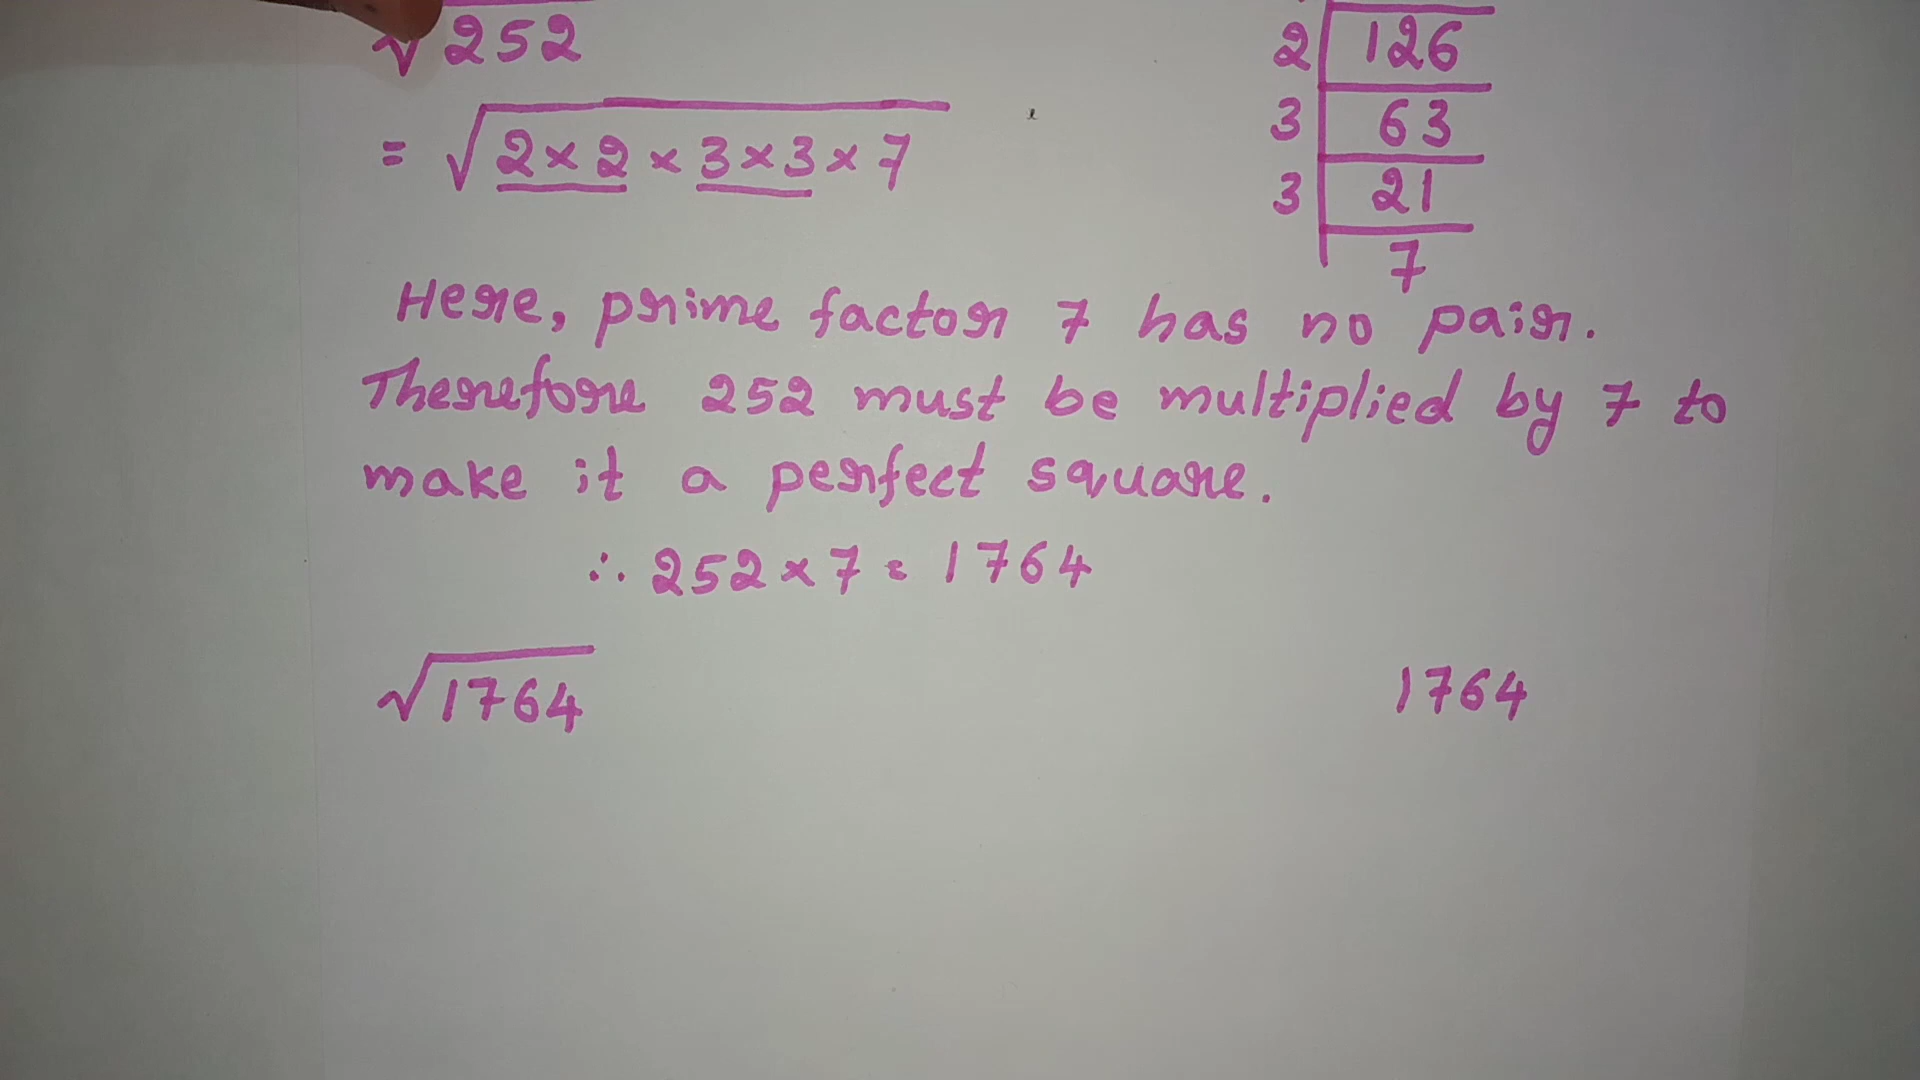 √252
2 126
= √2×2×3×3×7
3 63
3 21
7
Here, prime factor 7 has no pair.
Therefore 252 must be multiplied by 7 to
make it a perfect square.
∴ 252×7 = 1764
√1764
1764